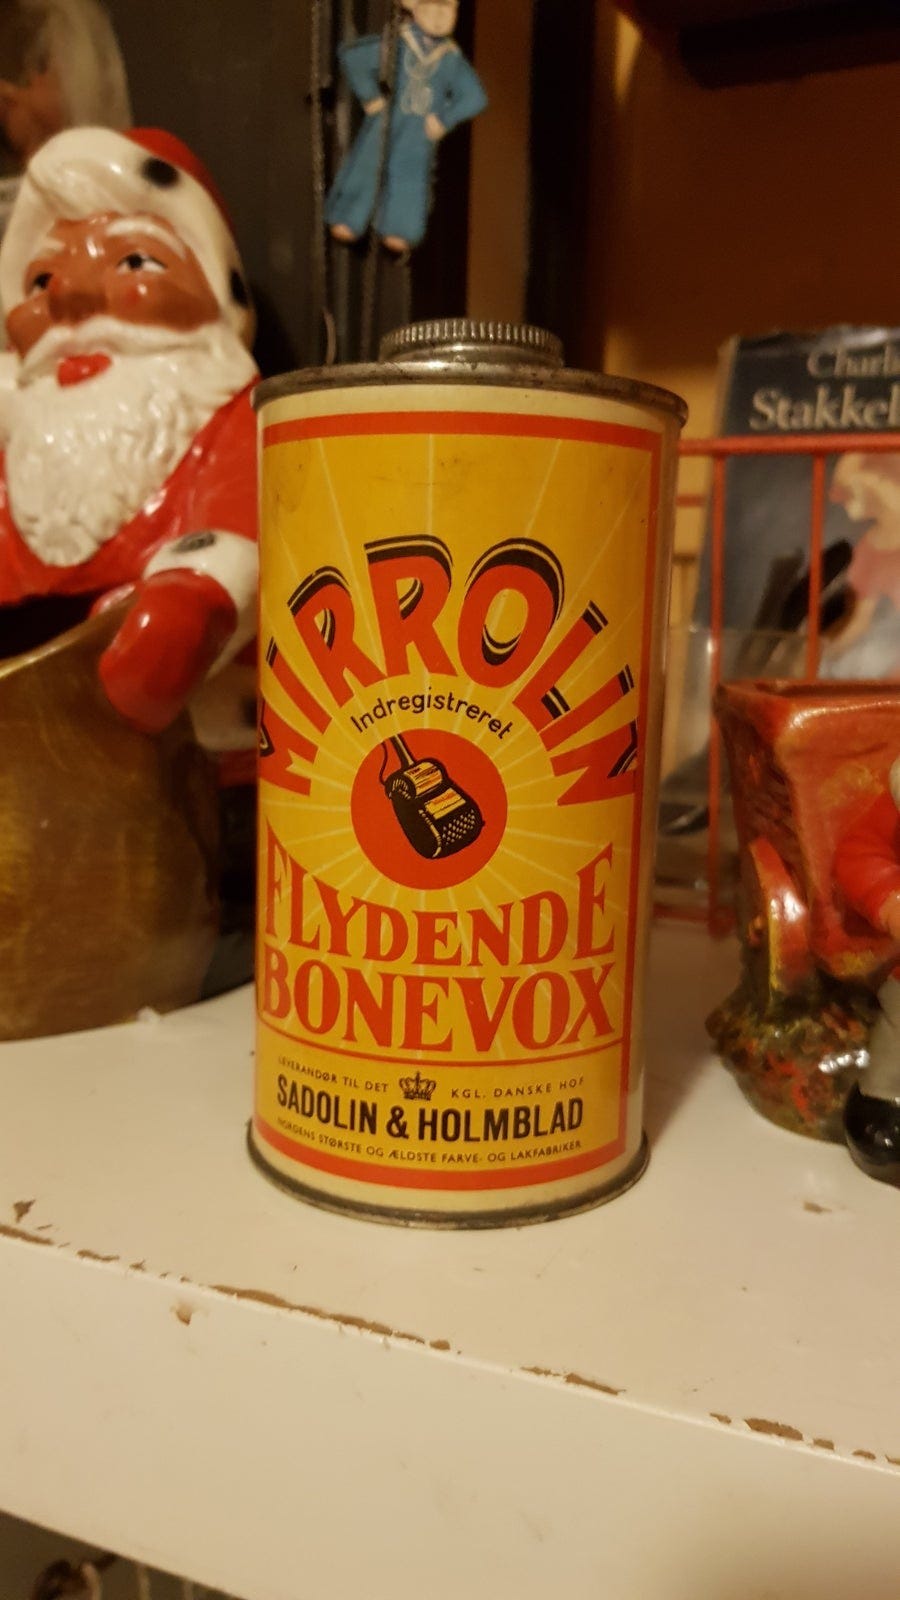 MIRROLIN
Indregistreret
FLYDENDE
BONEVOX
LEVERANDØR TIL DET KGL. DANSKE HOF
SADOLIN & HOLMBLAD
NORDENS STØRSTE OG ÆLDSTE FARVE- OG LAKFABRIKER
Charli
Stakkel